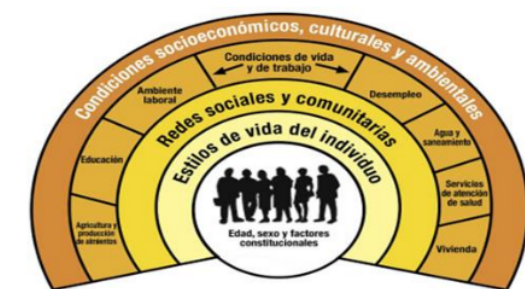 Condiciones socioeconómicos, culturales y ambientales
Condiciones de vida
y de trabajo
Ambiente
laboral
Desempleo
Redes sociales y comunitarias
Agua y
saneamiento
Educación
Estilos de vida del individuo
Servicios
de atención
de salud
Agricultura y
producción
de alimentos
Edad, sexo y factores
constitucionales
Vivienda